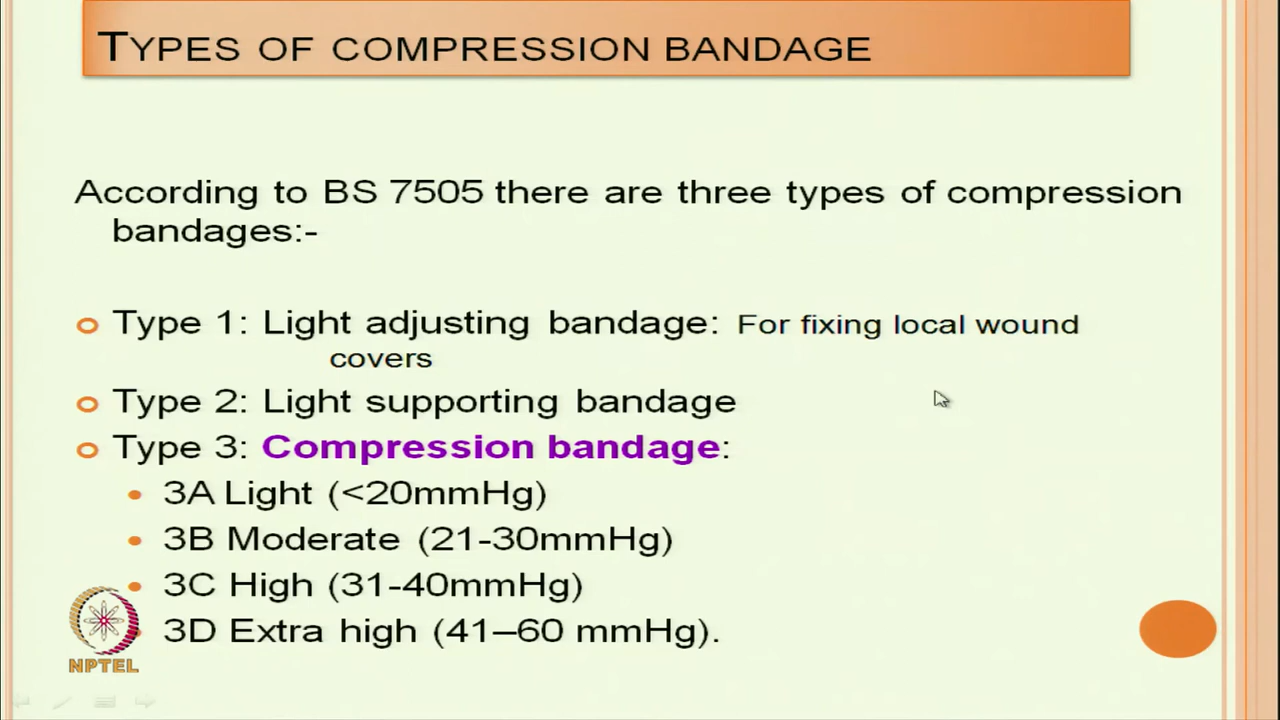 TYPES OF COMPRESSION BANDAGE
According to BS 7505 there are three types of compression
bandages:-
Type 1: Light adjusting bandage: For fixing local wound
covers
Type 2: Light supporting bandage
Type 3: Compression bandage:
3A Light (<20mmHg)
3B Moderate (21-30mmHg)
3C High (31-40mmHg)
3D Extra high (41–60 mmHg).
NPTEL